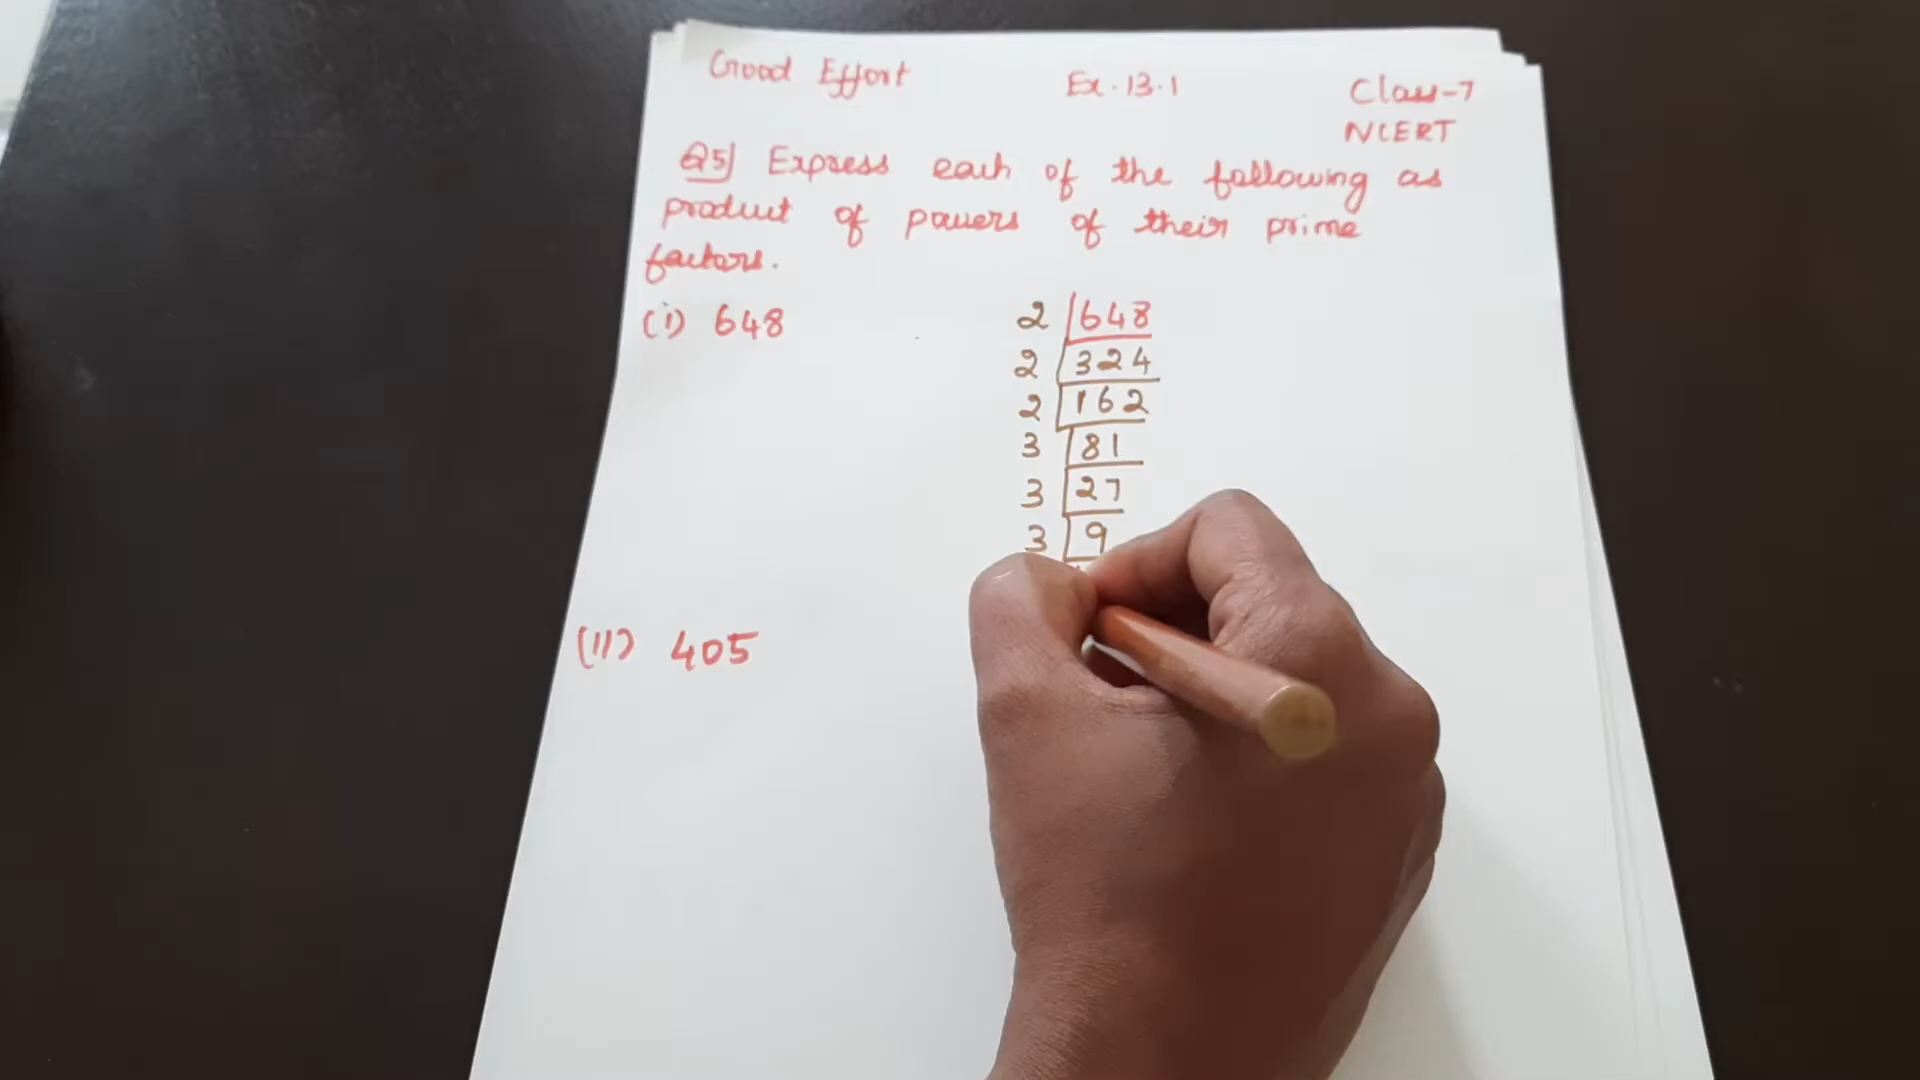 Good Effort Ex. 13.1 Class-7
NCERT
Q5] Express each of the following as
product of powers of their prime
factors.
(i) 648
2 648
2 324
2 162
3 81
3 27
3 9
(ii) 405